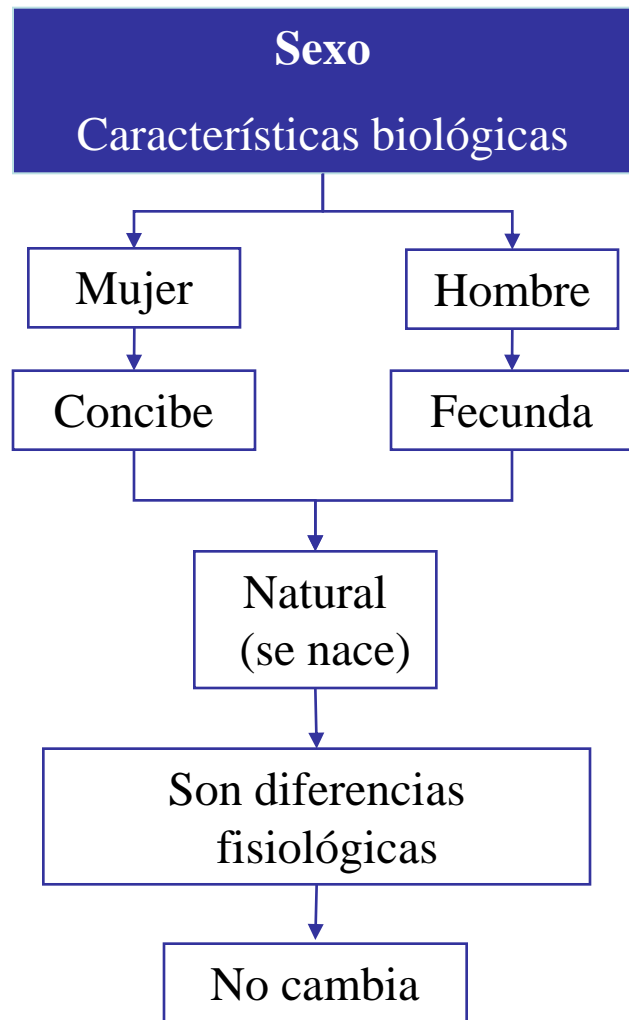 Sexo
Características biológicas
Mujer
Hombre
Concibe
Fecunda
Natural
(se nace)
Son diferencias
fisiológicas
No cambia